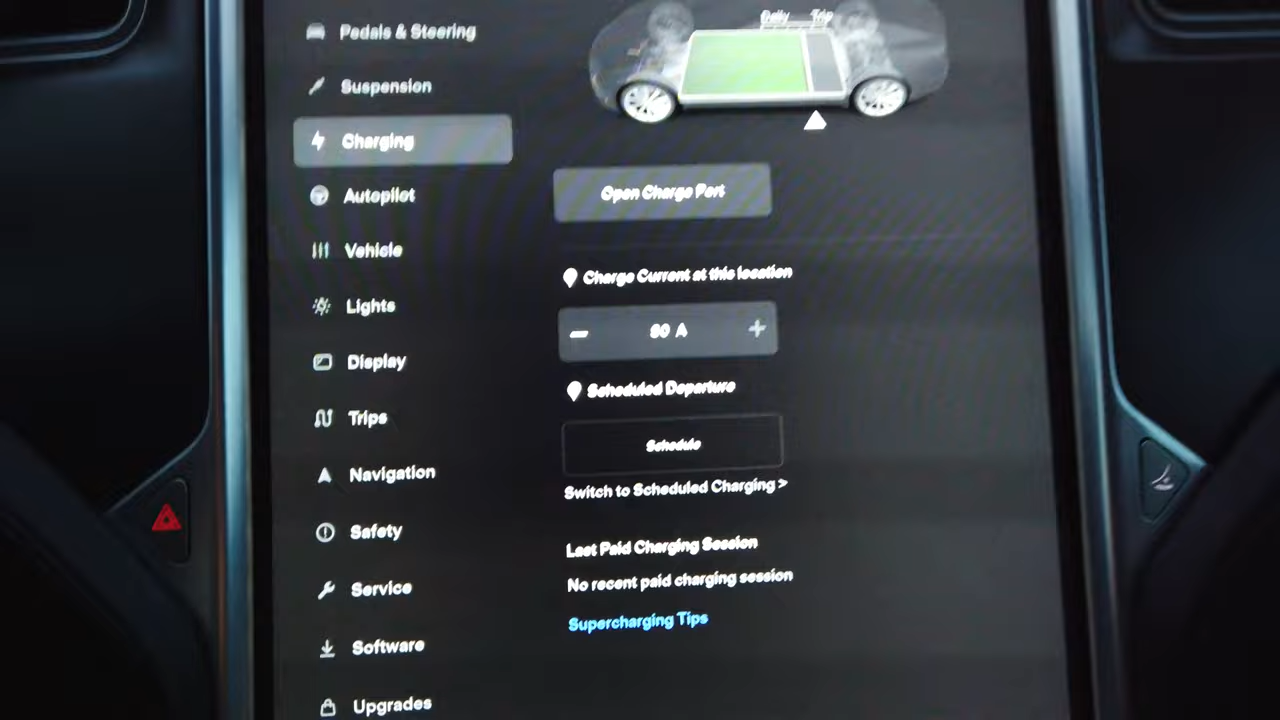 Pedals & Steering
Suspension
Charging
Autopilot
Vehicle
Lights
Display
Trips
Navigation
Safety
Service
Software
Upgrades
Daily Trip
Open Charge Port
Charge Current at this location
A
Scheduled Departure
Schedule
Switch to Scheduled Charging >
Last Paid Charging Session
No recent paid charging session
Supercharging Tips